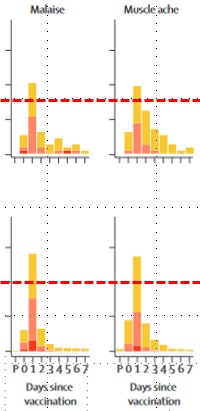 Malaise Muscle ache
P 0 1 2 3 4 5 6 7 P 0 1 2 3 4 5 6 7
Days since Days since
vaccination vaccination